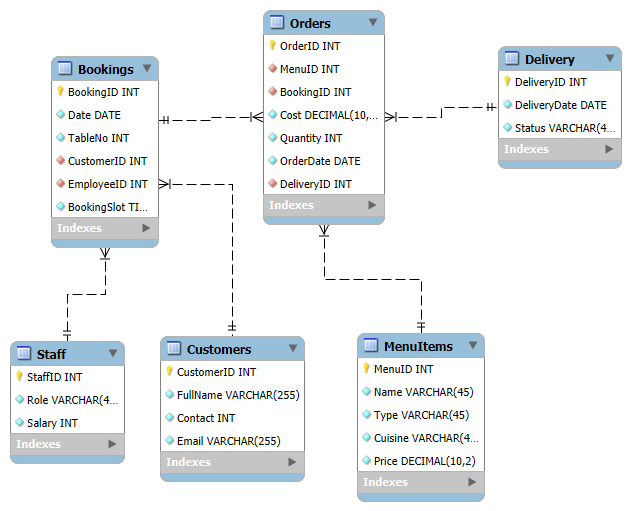 Bookings
BookingID INT
Date DATE
TableNo INT
CustomerID INT
EmployeeID INT
BookingSlot TI...
Indexes
Orders
OrderID INT
MenuID INT
BookingID INT
Cost DECIMAL(10,...
Quantity INT
OrderDate DATE
DeliveryID INT
Indexes
Delivery
DeliveryID INT
DeliveryDate DATE
Status VARCHAR(4...
Indexes
Staff
StaffID INT
Role VARCHAR(4...
Salary INT
Indexes
Customers
CustomerID INT
FullName VARCHAR(255)
Contact INT
Email VARCHAR(255)
Indexes
MenuItems
MenuID INT
Name VARCHAR(45)
Type VARCHAR(45)
Cuisine VARCHAR(4...
Price DECIMAL(10,2)
Indexes